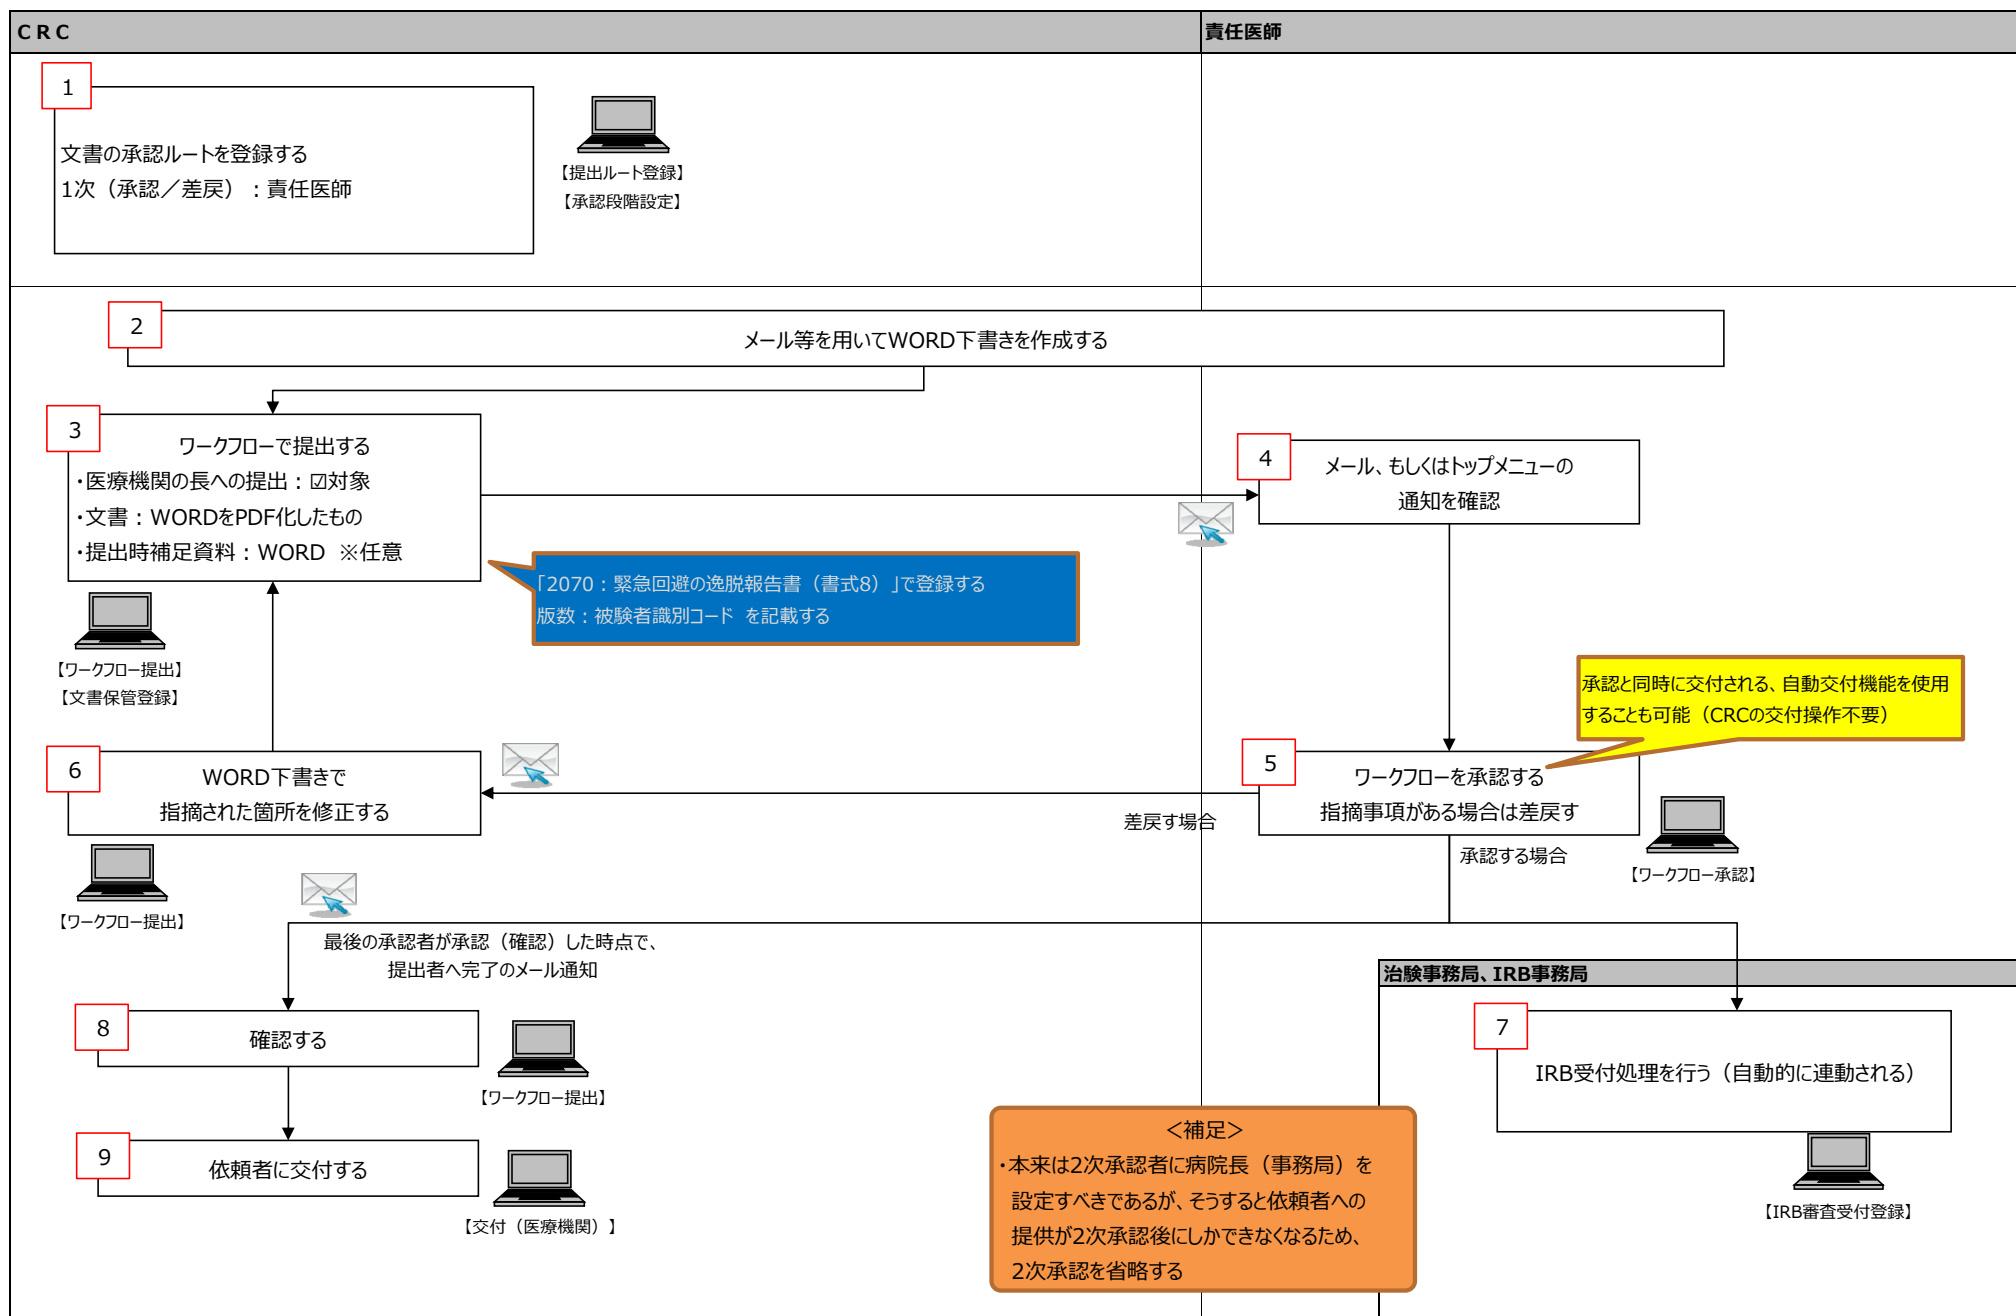 ＣＲＣ
責任医師
1
文書の承認ルートを登録する
1次（承認／差戻）：責任医師
【提出ルート登録】
【承認段階設定】
2
メール等を用いてWORD下書きを作成する
3
ワークフローで提出する
・医療機関の長への提出：☑対象
・文書：WORDをPDF化したもの
・提出時補足資料：WORD ※任意
4
メール、もしくはトップメニューの
通知を確認
「2070：緊急回避の逸脱報告書（書式8）」で登録する
版数：被験者識別コード を記載する
【ワークフロー提出】
【文書保管登録】
承認と同時に交付される、自動交付機能を使用
することも可能（CRCの交付操作不要）
5
ワークフローを承認する
指摘事項がある場合は差戻す
6
WORD下書きで
指摘された箇所を修正する
差戻す場合
承認する場合
【ワークフロー承認】
【ワークフロー提出】
最後の承認者が承認（確認）した時点で、
提出者へ完了のメール通知
治験事務局、IRB事務局
7
IRB受付処理を行う（自動的に連動される）
【IRB審査受付登録】
8
確認する
【ワークフロー提出】
9
依頼者に交付する
【交付（医療機関）】
＜補足＞
・本来は2次承認者に病院長（事務局）を
設定すべきであるが、そうすると依頼者への
提供が2次承認後にしかできなくなるため、
2次承認を省略する